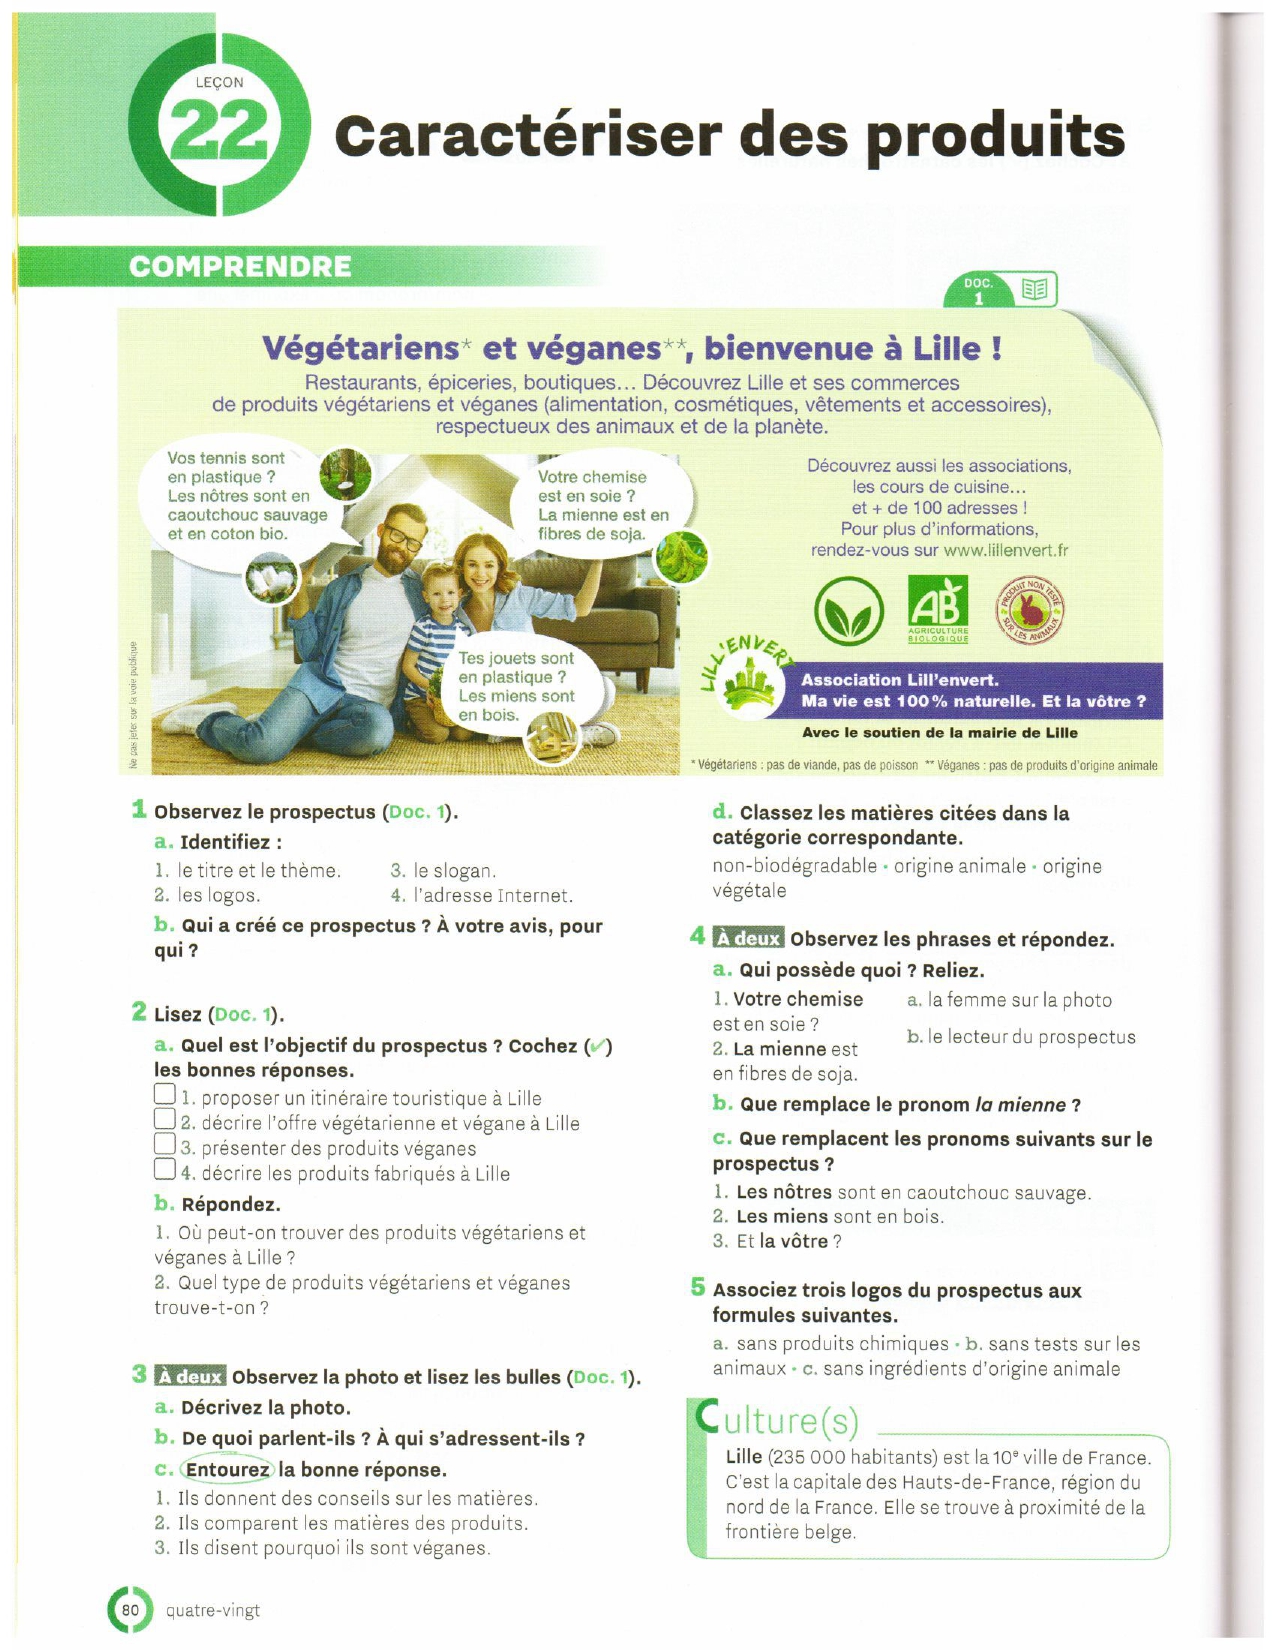 LEÇON
22
Caractériser des produits
COMPRENDRE
DOC.
1
Végétariens* et véganes**, bienvenue à Lille !
Restaurants, épiceries, boutiques... Découvrez Lille et ses commerces
de produits végétariens et véganes (alimentation, cosmétiques, vêtements et accessoires),
respectueux des animaux et de la planète.
Vos tennis sont
en plastique ?
Les nôtres sont en
caoutchouc sauvage
et en coton bio.
Votre chemise
est en soie ?
La mienne est en
fibres de soja.
Tes jouets sont
en plastique ?
Les miens sont
en bois.
Découvrez aussi les associations,
les cours de cuisine...
et + de 100 adresses !
Pour plus d'informations,
rendez-vous sur www.lillenvert.fr
AB
AGRICULTURE
BIOLOGIQUE
PRODUIT NON TESTÉ
SUR LES ANIMAUX
LILL'ENVERT
Association Lill'envert.
Ma vie est 100% naturelle. Et la vôtre ?
Avec le soutien de la mairie de Lille
* Végétariens : pas de viande, pas de poisson ** Véganes : pas de produits d'origine animale
Ne pas jeter sur la voie publique
1 Observez le prospectus (Doc. 1).
a. Identifiez :
1. le titre et le thème.
2. les logos.
3. le slogan.
4. l'adresse Internet.
b. Qui a créé ce prospectus ? À votre avis, pour
qui ?
2 Lisez (Doc. 1).
a. Quel est l'objectif du prospectus ? Cochez (✓)
les bonnes réponses.
☐ 1. proposer un itinéraire touristique à Lille
☐ 2. décrire l'offre végétarienne et végane à Lille
☐ 3. présenter des produits véganes
☐ 4. décrire les produits fabriqués à Lille
b. Répondez.
1. Où peut-on trouver des produits végétariens et
véganes à Lille ?
2. Quel type de produits végétariens et véganes
trouve-t-on ?
3 À deux Observez la photo et lisez les bulles (Doc. 1).
a. Décrivez la photo.
b. De quoi parlent-ils ? À qui s'adressent-ils ?
c. Entourez la bonne réponse.
1. Ils donnent des conseils sur les matières.
2. Ils comparent les matières des produits.
3. Ils disent pourquoi ils sont véganes.
d. Classez les matières citées dans la
catégorie correspondante.
non-biodégradable • origine animale • origine
végétale
4 À deux Observez les phrases et répondez.
a. Qui possède quoi ? Reliez.
1. Votre chemise
est en soie ?
2. La mienne est
en fibres de soja.
a. la femme sur la photo
b. le lecteur du prospectus
b. Que remplace le pronom la mienne ?
c. Que remplacent les pronoms suivants sur le
prospectus ?
1. Les nôtres sont en caoutchouc sauvage.
2. Les miens sont en bois.
3. Et la vôtre ?
5 Associez trois logos du prospectus aux
formules suivantes.
a. sans produits chimiques • b. sans tests sur les
animaux • c. sans ingrédients d'origine animale
Culture(s)
Lille (235 000 habitants) est la 10e ville de France.
C'est la capitale des Hauts-de-France, région du
nord de la France. Elle se trouve à proximité de la
frontière belge.
80 quatre-vingt